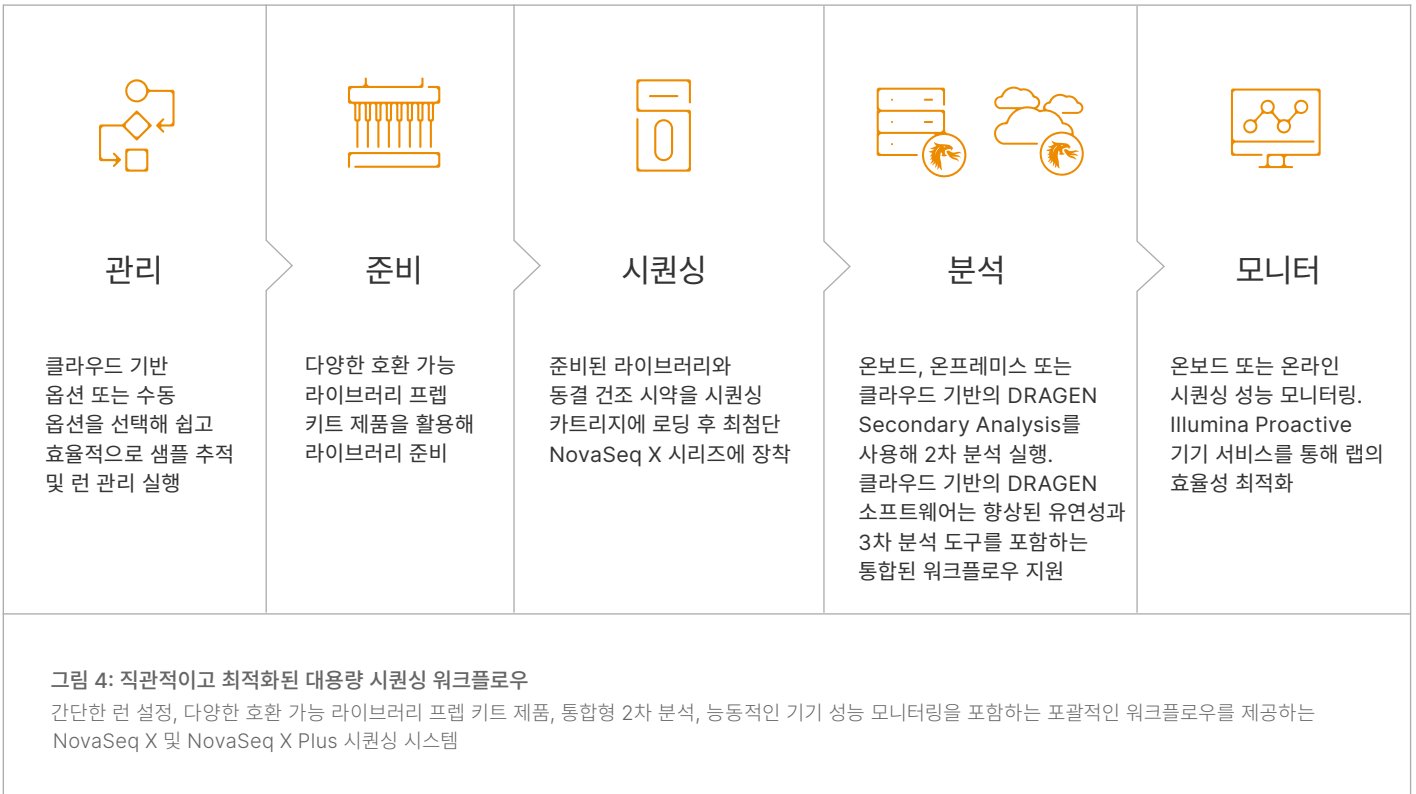 관리
클라우드 기반
옵션 또는 수동
옵션을 선택해 쉽고
효율적으로 샘플 추적
및 런 관리 실행
준비
다양한 호환 가능
라이브러리 프렙
키트 제품을 활용해
라이브러리 준비
시퀀싱
준비된 라이브러리와
동결 건조 시약을 시퀀싱
카트리지에 로딩 후 최첨단
NovaSeq X 시리즈에 장착
분석
온보드, 온프레미스 또는
클라우드 기반의 DRAGEN
Secondary Analysis를
사용해 2차 분석 실행.
클라우드 기반의 DRAGEN
소프트웨어는 향상된 유연성과
3차 분석 도구를 포함하는
통합된 워크플로우 지원
모니터
온보드 또는 온라인
시퀀싱 성능 모니터링.
Illumina Proactive
기기 서비스를 통해 랩의
효율성 최적화
그림 4: 직관적이고 최적화된 대용량 시퀀싱 워크플로우
간단한 런 설정, 다양한 호환 가능 라이브러리 프렙 키트 제품, 통합형 2차 분석, 능동적인 기기 성능 모니터링을 포함하는 포괄적인 워크플로우를 제공하는
NovaSeq X 및 NovaSeq X Plus 시퀀싱 시스템